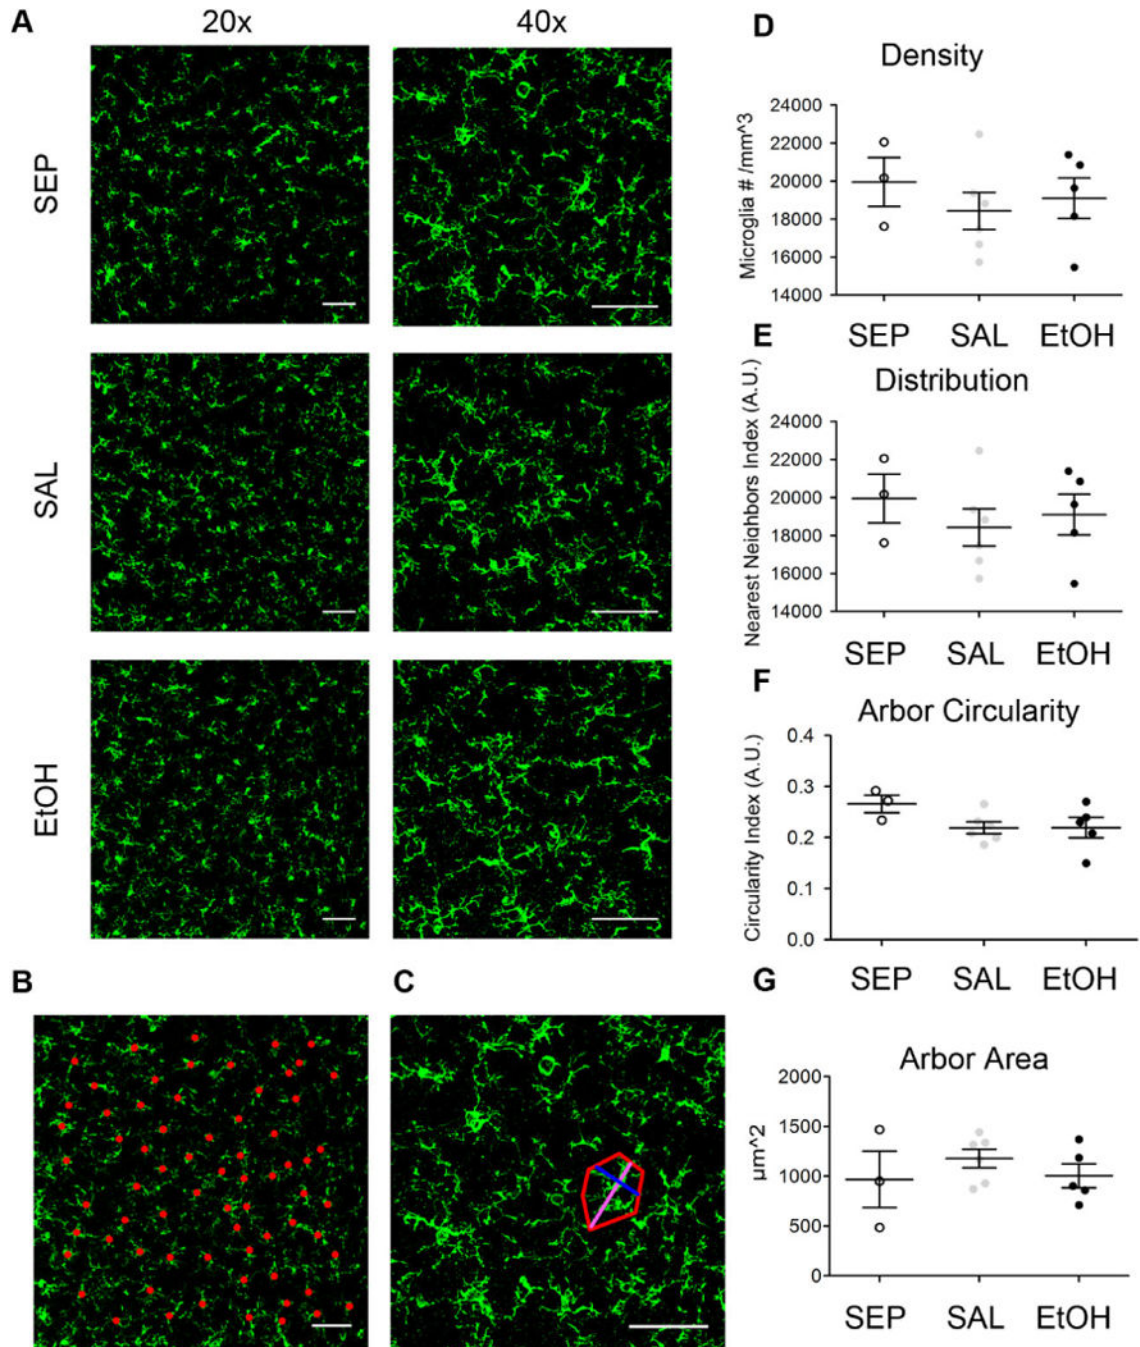 A
20x
40x
SEP
SAL
EtOH
B
C
D
Density
Microglia # /mm^3
24000
22000
20000
18000
16000
14000
SEP SAL EtOH
E
Distribution
Nearest Neighbors Index (A.U.)
24000
22000
20000
18000
16000
14000
SEP SAL EtOH
F
Arbor Circularity
Circularity Index (A.U.)
0.4
0.3
0.2
0.1
0.0
SEP SAL EtOH
G
Arbor Area
µm^2
2000
1500
1000
500
0
SEP SAL EtOH